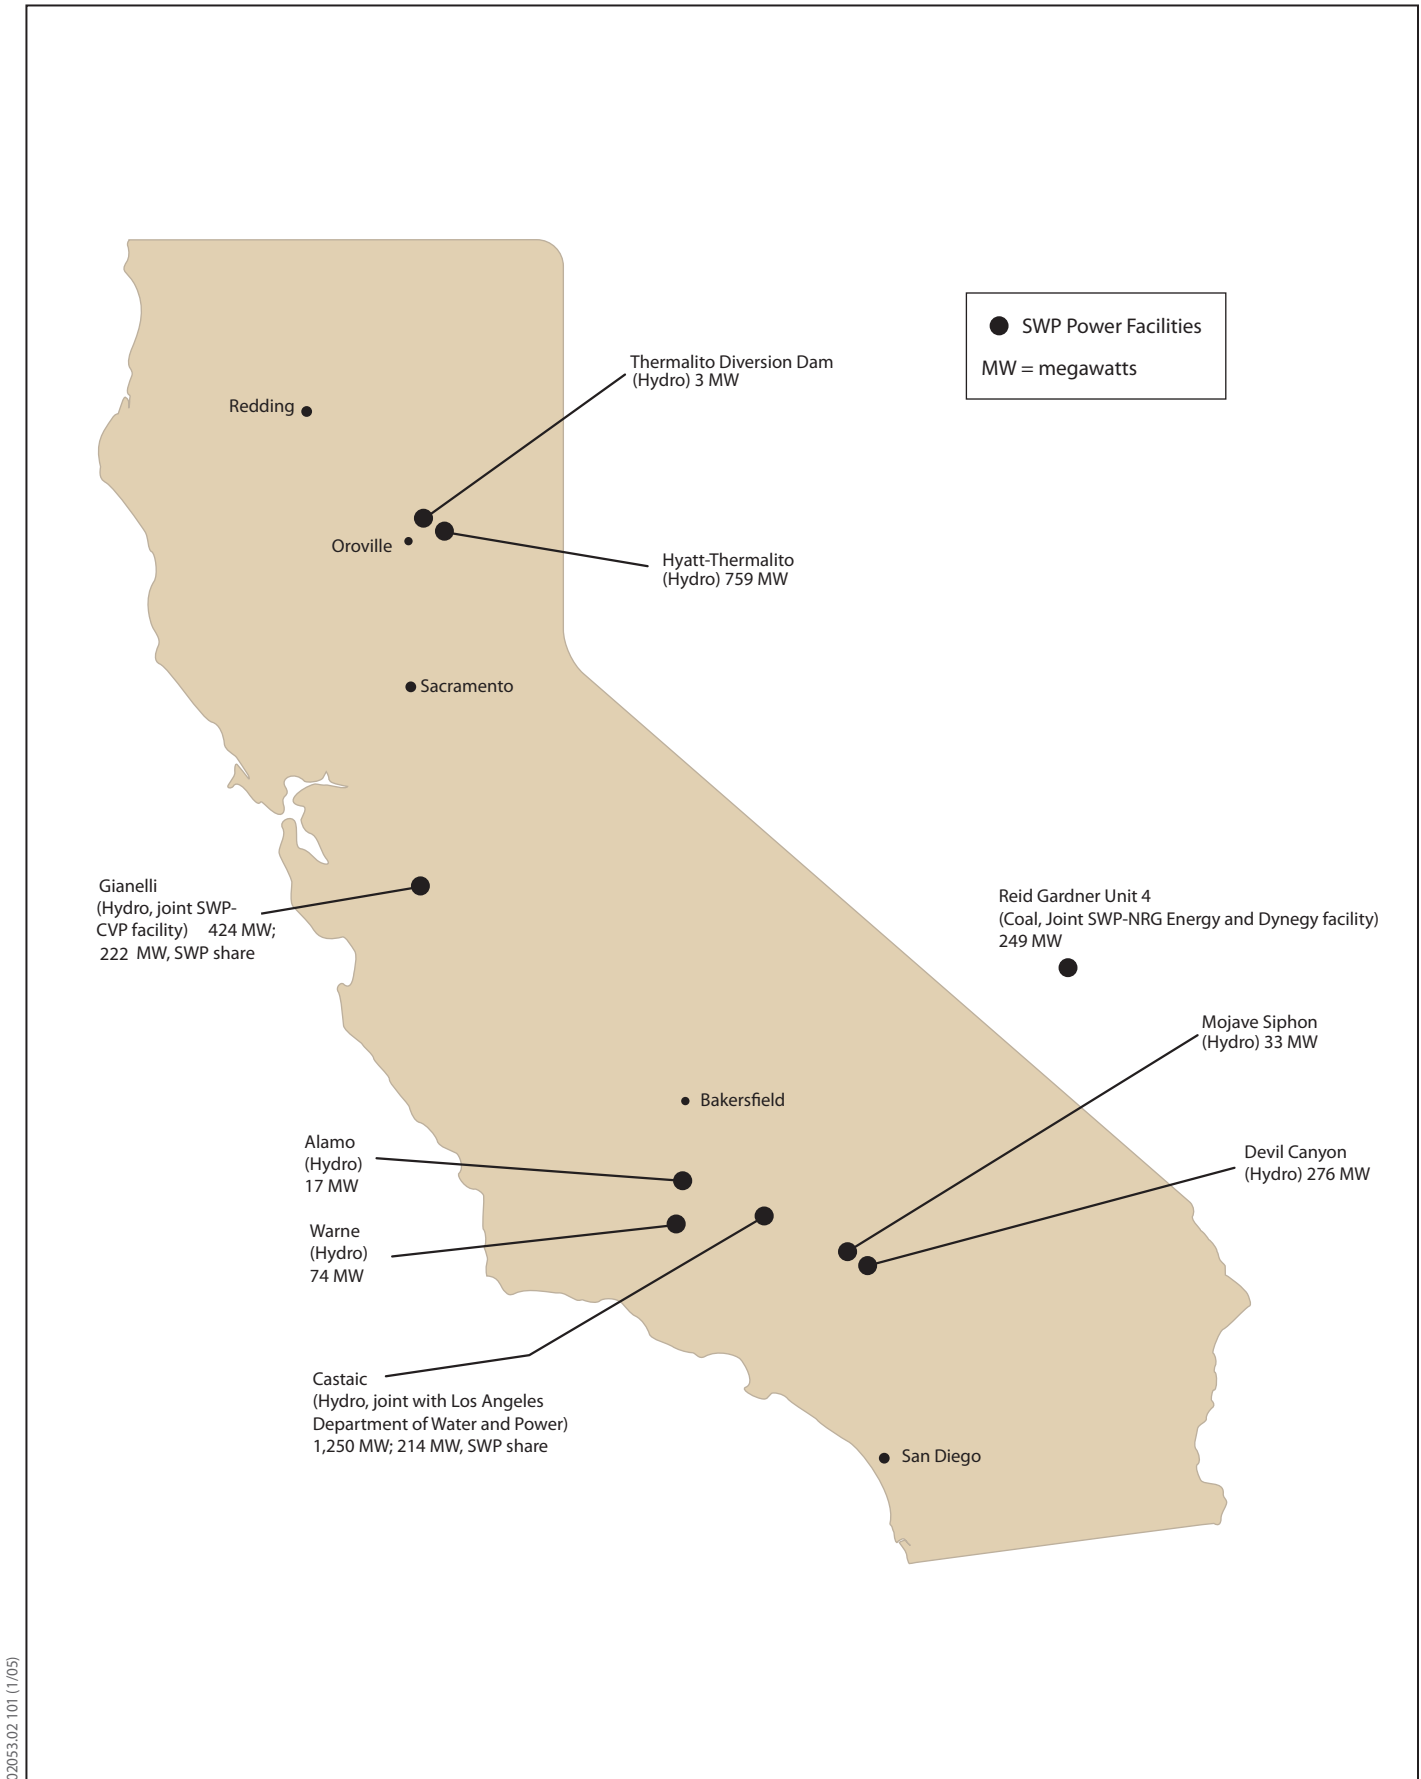 SWP Power Facilities
MW = megawatts
Thermalito Diversion Dam
(Hydro) 3 MW
Redding
Oroville
Hyatt-Thermalito
(Hydro) 759 MW
Sacramento
Gianelli
(Hydro, joint SWP-
CVP facility) 424 MW;
222 MW, SWP share
Reid Gardner Unit 4
(Coal, Joint SWP-NRG Energy and Dynegy facility)
249 MW
Mojave Siphon
(Hydro) 33 MW
Bakersfield
Alamo
(Hydro)
17 MW
Devil Canyon
(Hydro) 276 MW
Warne
(Hydro)
74 MW
Castaic
(Hydro, joint with Los Angeles
Department of Water and Power)
1,250 MW; 214 MW, SWP share
San Diego
02053.02 101 (1/05)